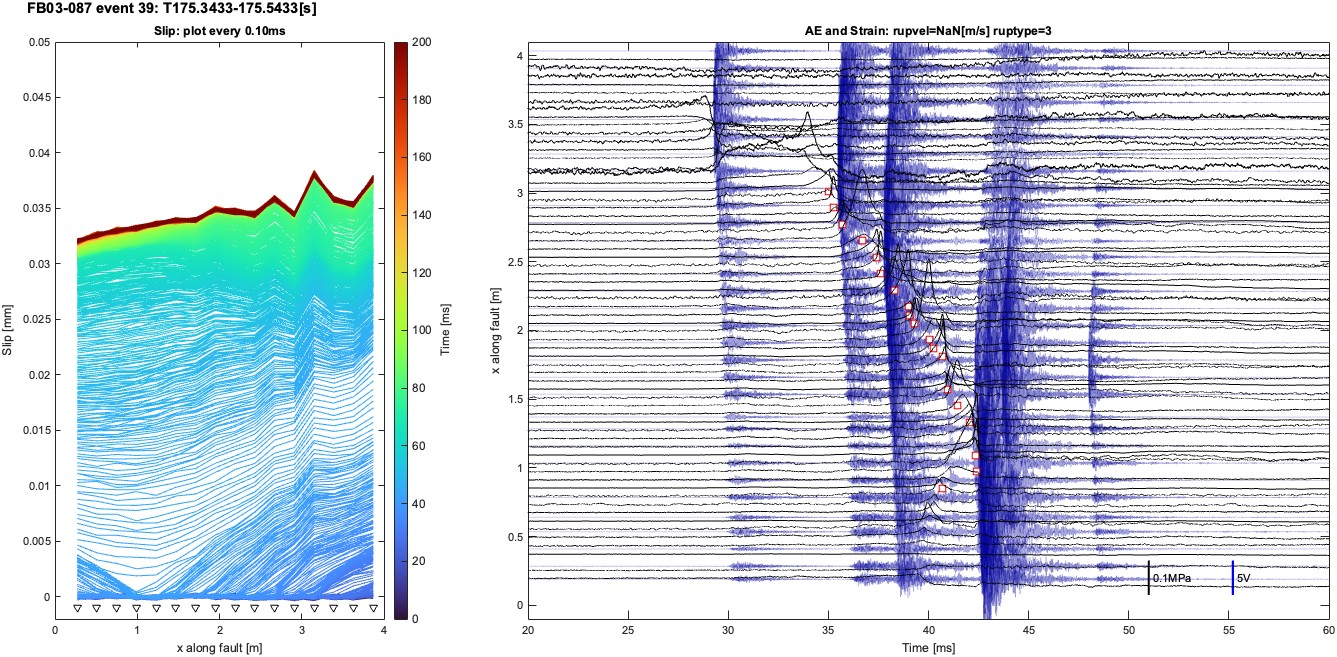 FB03-087 event 39: T175.3433-175.5433[s]
Slip: plot every 0.10ms
0.05
0.045
0.04
0.035
0.03
0.025
0.02
0.015
0.01
0.005
0
Slip [mm]
0 1 2 3 4
x along fault [m]
200
180
160
140
120
100
80
60
40
20
0
Time [ms]
AE and Strain: rupvel=NaN[m/s] ruptype=3
4
3.5
3
2.5
2
1.5
1
0.5
0
x along fault [m]
0.1MPa 5V
20 25 30 35 40 45 50 55 60
Time [ms]